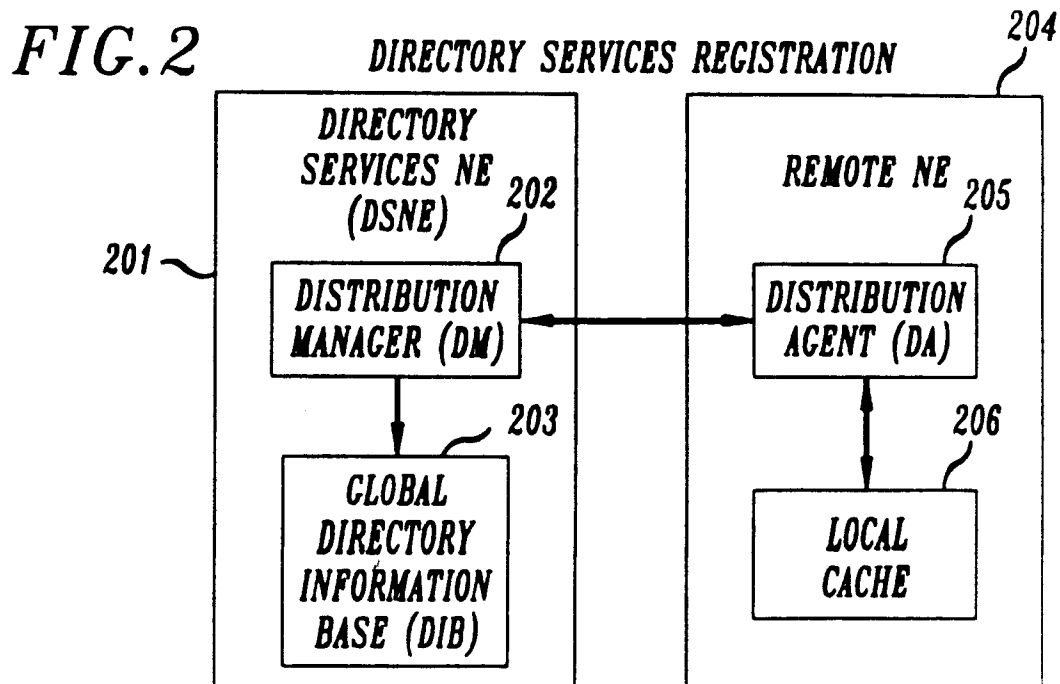 FIG.2
DIRECTORY SERVICES REGISTRATION
204
DIRECTORY
SERVICES NE
(DSNE)
201
202
DISTRIBUTION
MANAGER (DM)
203
GLOBAL
DIRECTORY
INFORMATION
BASE (DIB)
REMOTE NE
205
DISTRIBUTION
AGENT (DA)
206
LOCAL
CACHE